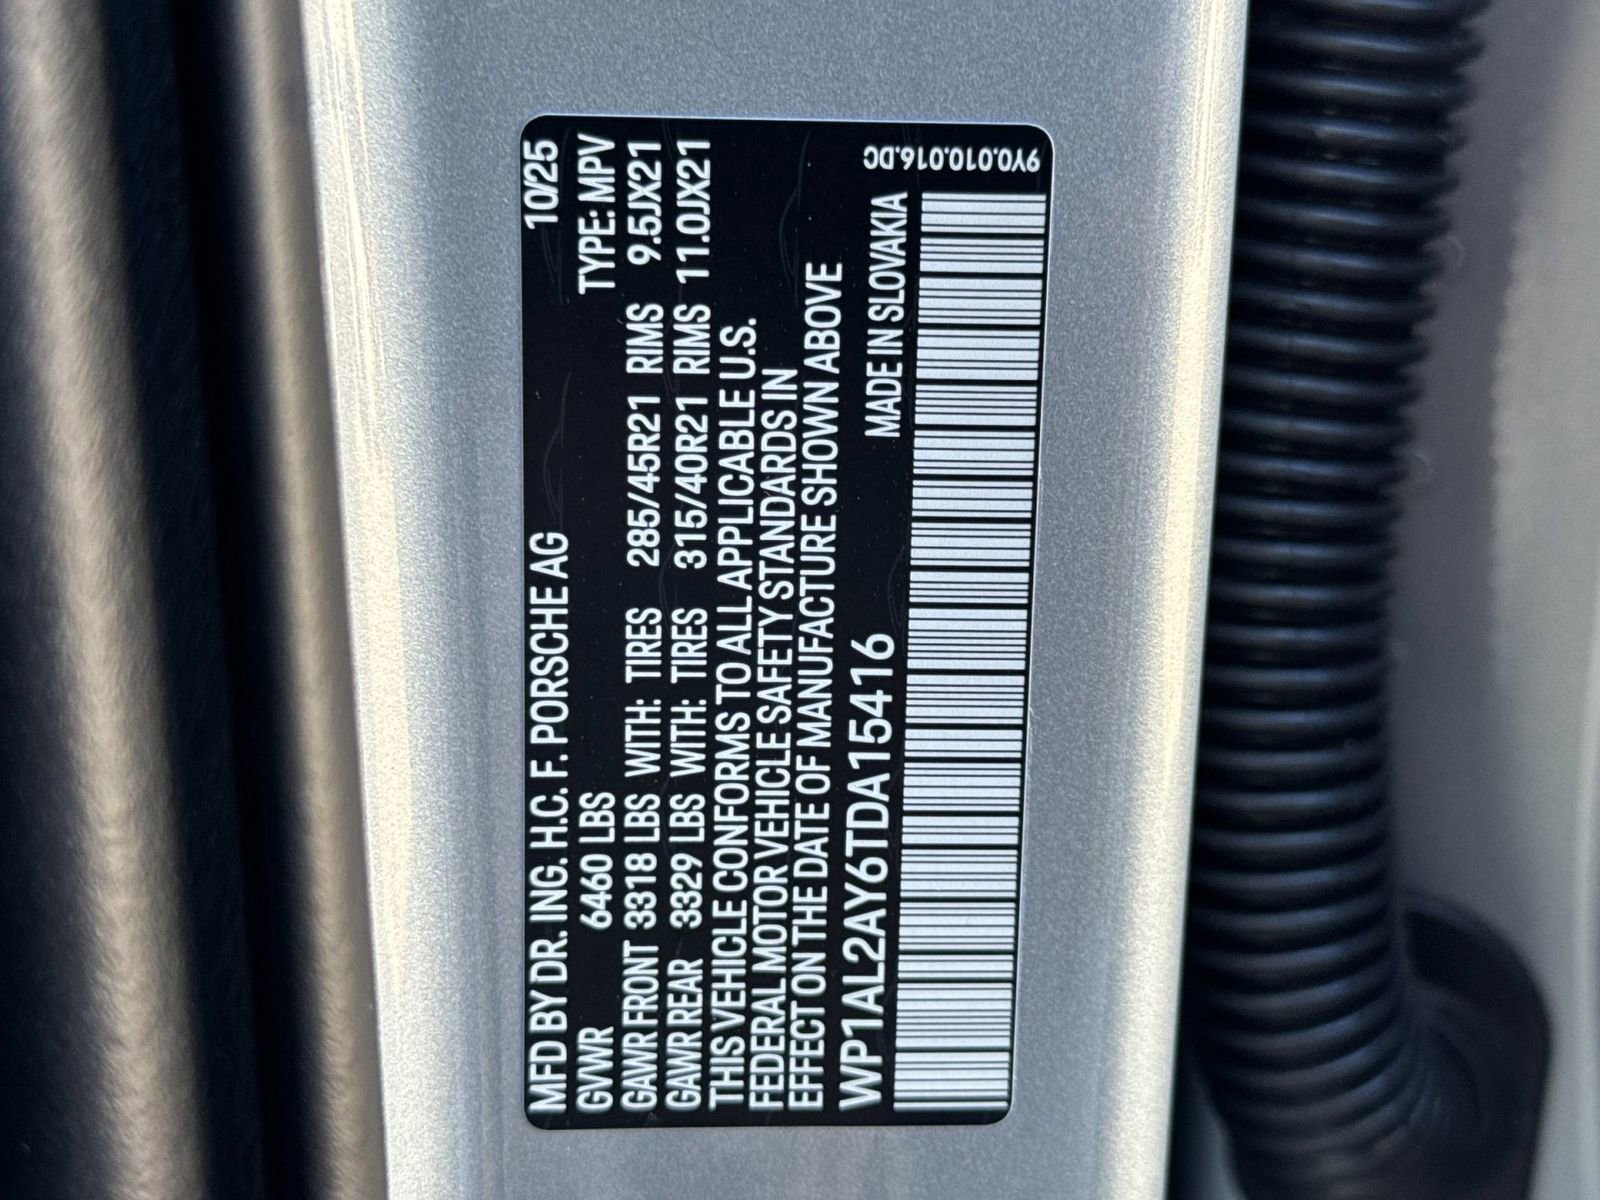 MFD BY DR. ING. H.C. F. PORSCHE AG 10/25
GVWR 6460 LBS TYPE: MPV
GAWR FRONT 3318 LBS WITH: TIRES 285/45R21 RIMS 9.5JX21
GAWR REAR 3329 LBS WITH: TIRES 315/40R21 RIMS 11.0JX21
THIS VEHICLE CONFORMS TO ALL APPLICABLE U.S.
FEDERAL MOTOR VEHICLE SAFETY STANDARDS IN
EFFECT ON THE DATE OF MANUFACTURE SHOWN ABOVE
WP1AL2AY6TDA15416 MADE IN SLOVAKIA
9Y0.010.016.DC